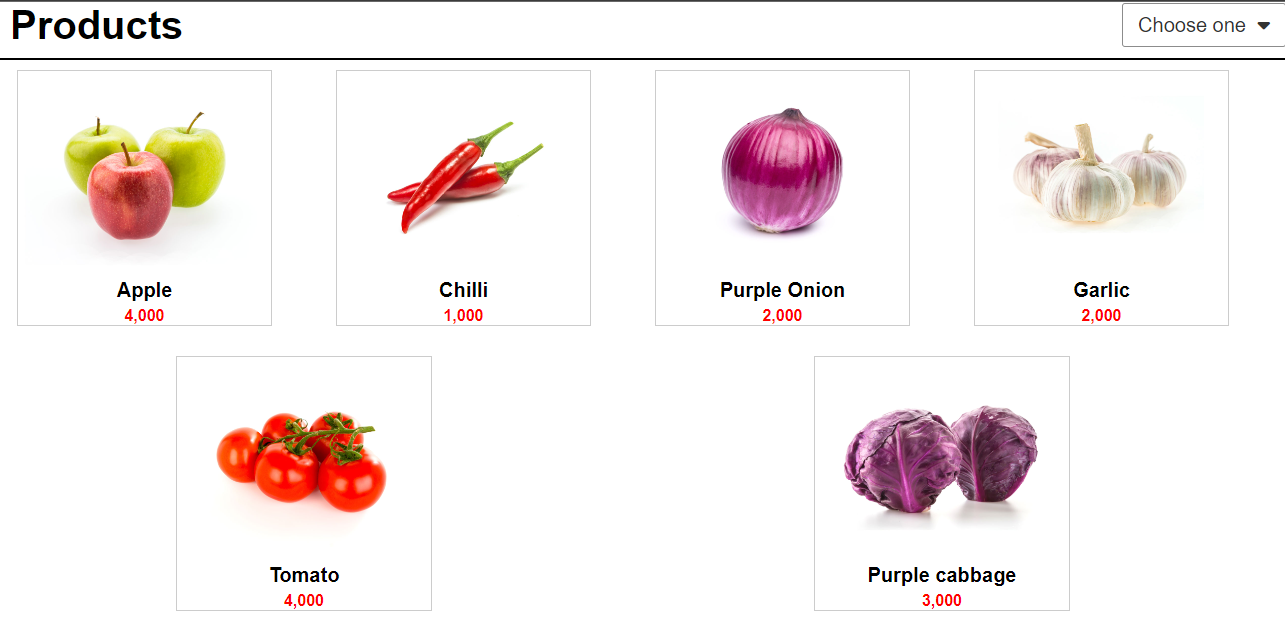 Products
Choose one
Apple
4,000
Chilli
1,000
Purple Onion
2,000
Garlic
2,000
Tomato
4,000
Purple cabbage
3,000